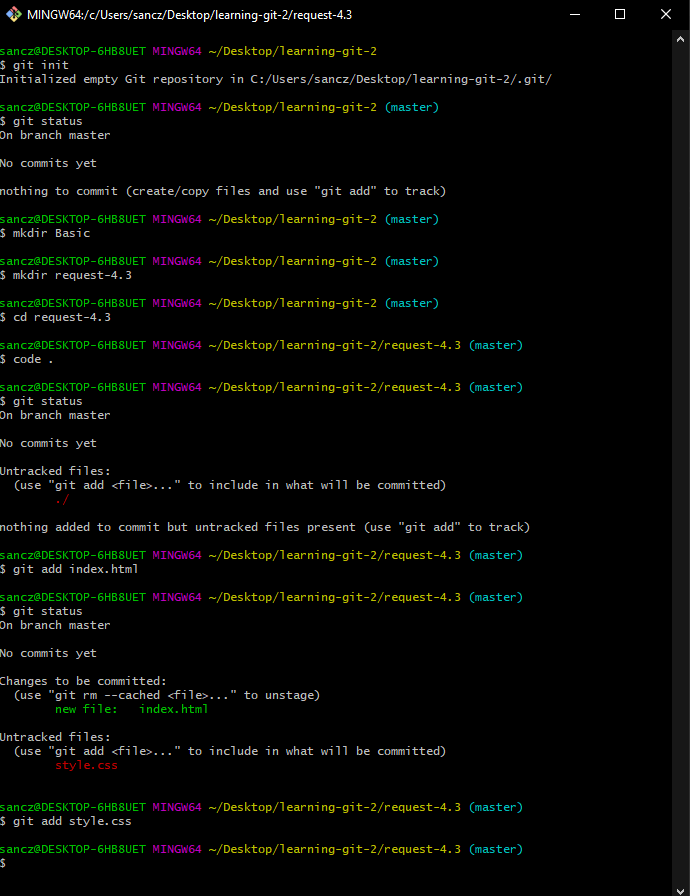 MINGW64:/c/Users/sancz/Desktop/learning-git-2/request-4.3
sancz@DESKTOP-6HB8UET MINGW64 ~/Desktop/learning-git-2
$ git init
Initialized empty Git repository in C:/Users/sancz/Desktop/learning-git-2/.git/
sancz@DESKTOP-6HB8UET MINGW64 ~/Desktop/learning-git-2 (master)
$ git status
On branch master
No commits yet
nothing to commit (create/copy files and use "git add" to track)
sancz@DESKTOP-6HB8UET MINGW64 ~/Desktop/learning-git-2 (master)
$ mkdir Basic
sancz@DESKTOP-6HB8UET MINGW64 ~/Desktop/learning-git-2 (master)
$ mkdir request-4.3
sancz@DESKTOP-6HB8UET MINGW64 ~/Desktop/learning-git-2 (master)
$ cd request-4.3
sancz@DESKTOP-6HB8UET MINGW64 ~/Desktop/learning-git-2/request-4.3 (master)
$ code .
sancz@DESKTOP-6HB8UET MINGW64 ~/Desktop/learning-git-2/request-4.3 (master)
$ git status
On branch master
No commits yet
Untracked files:
  (use "git add <file>..." to include in what will be committed)
        ./
nothing added to commit but untracked files present (use "git add" to track)
sancz@DESKTOP-6HB8UET MINGW64 ~/Desktop/learning-git-2/request-4.3 (master)
$ git add index.html
sancz@DESKTOP-6HB8UET MINGW64 ~/Desktop/learning-git-2/request-4.3 (master)
$ git status
On branch master
No commits yet
Changes to be committed:
  (use "git rm --cached <file>..." to unstage)
        new file:   index.html
Untracked files:
  (use "git add <file>..." to include in what will be committed)
        style.css
sancz@DESKTOP-6HB8UET MINGW64 ~/Desktop/learning-git-2/request-4.3 (master)
$ git add style.css
sancz@DESKTOP-6HB8UET MINGW64 ~/Desktop/learning-git-2/request-4.3 (master)
$